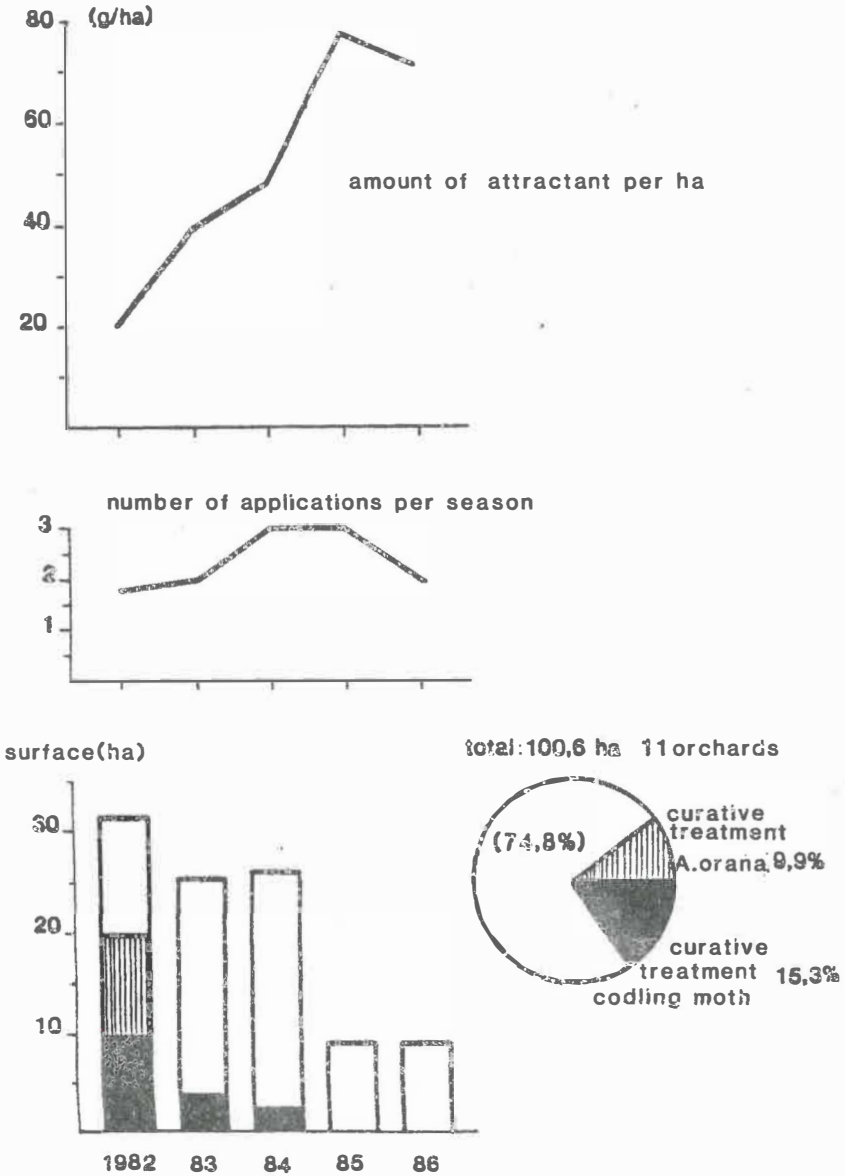 80 (g/ha)
60
amount of attractant per ha
40
20
number of applications per season
3
2
1
surface(ha)
30
20
10
1982 83 84 85 86
total:100,6 ha 11 orchards
(74,8%)
curative
treatment
A.orana 9,9%
curative
treatment 15,3%
codling moth